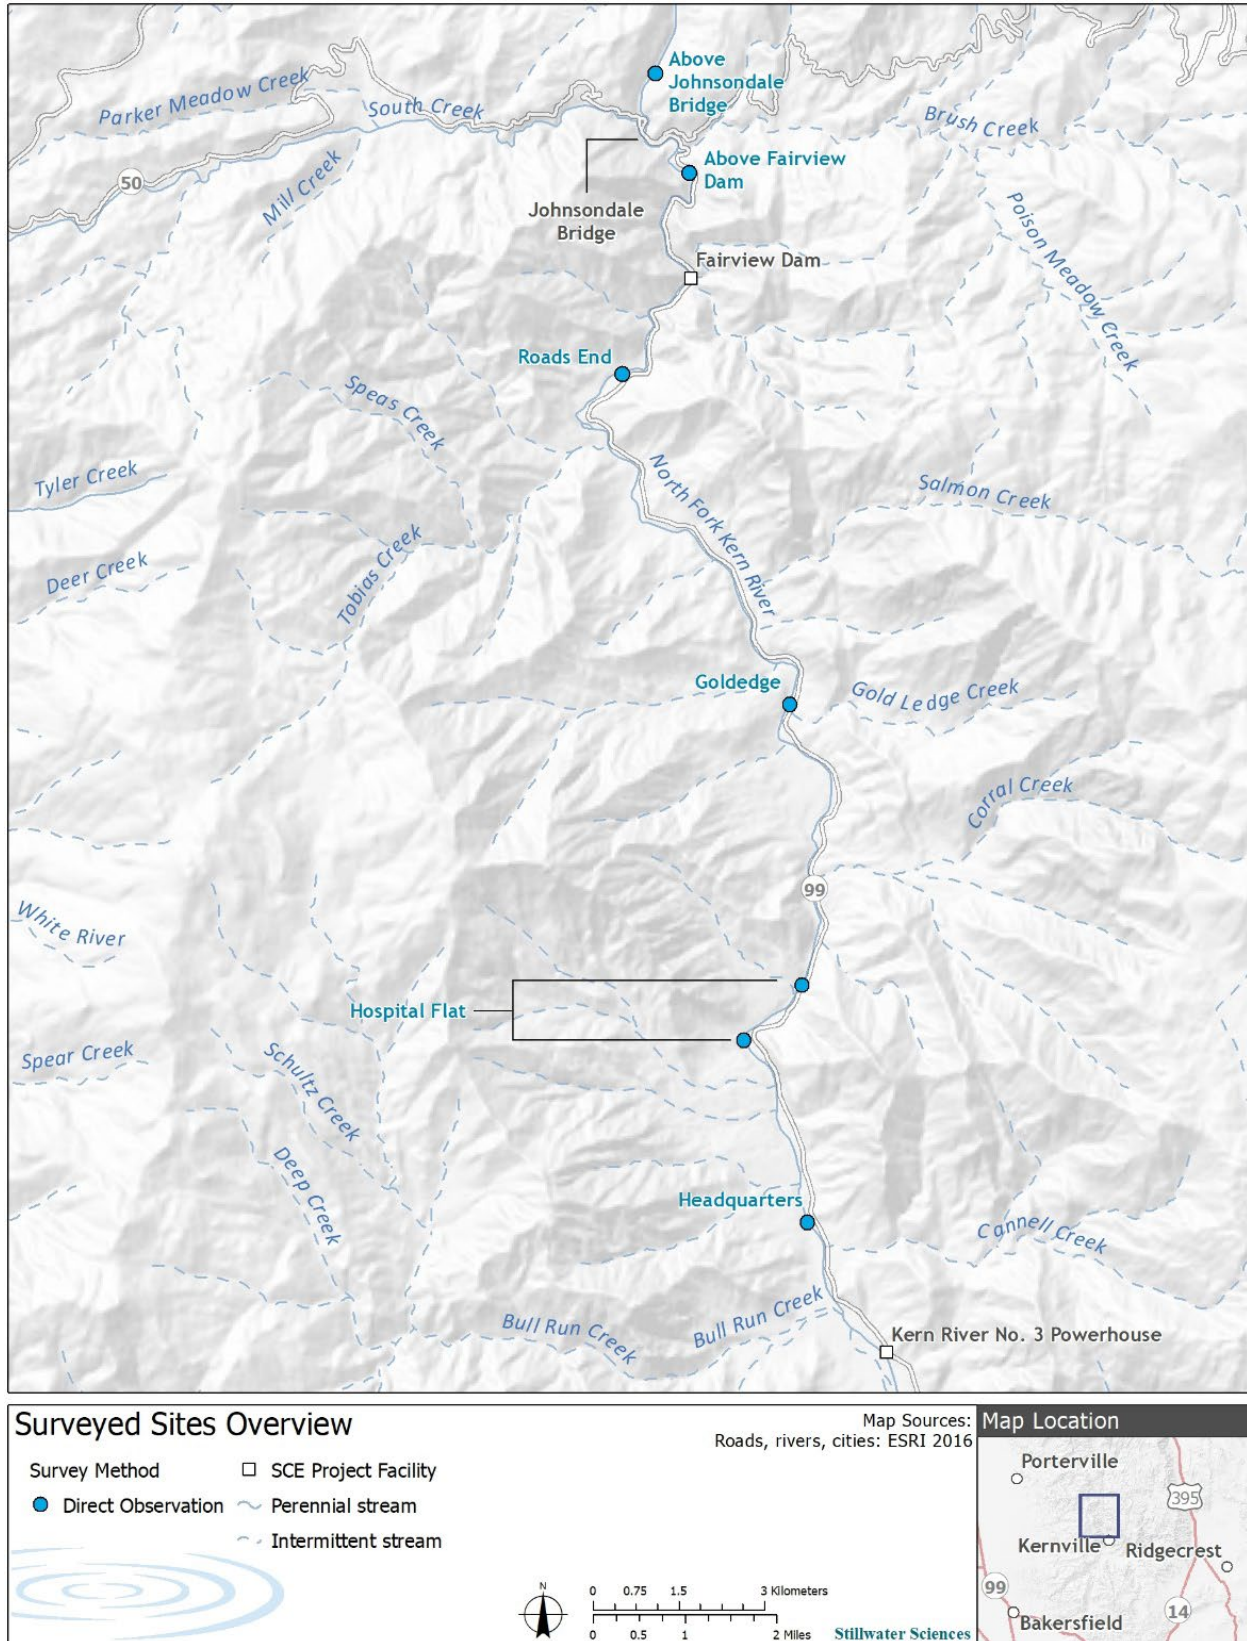 Above
Johnsondale
Bridge
Parker Meadow Creek
South Creek
Brush Creek
Above Fairview
Dam
50
Mill Creek
Johnsondale
Bridge
Poison Meadow Creek
Fairview Dam
Roads End
Speas Creek
North Fork Kern River
Tyler Creek
Salmon Creek
Deer Creek
Tobias Creek
Goldedge
Gold Ledge Creek
Corral Creek
99
White River
Hospital Flat
Spear Creek
Schultz Creek
Deep Creek
Headquarters
Cannell Creek
Bull Run Creek
Bull Run Creek
Kern River No. 3 Powerhouse
Surveyed Sites Overview
Survey Method
Direct Observation
SCE Project Facility
Perennial stream
Intermittent stream
Map Sources:
Roads, rivers, cities: ESRI 2016
N
0 0.75 1.5 3 Kilometers
0 0.5 1 2 Miles
Stillwater Sciences
Map Location
Porterville
395
Kernville
Ridgecrest
99
14
Bakersfield